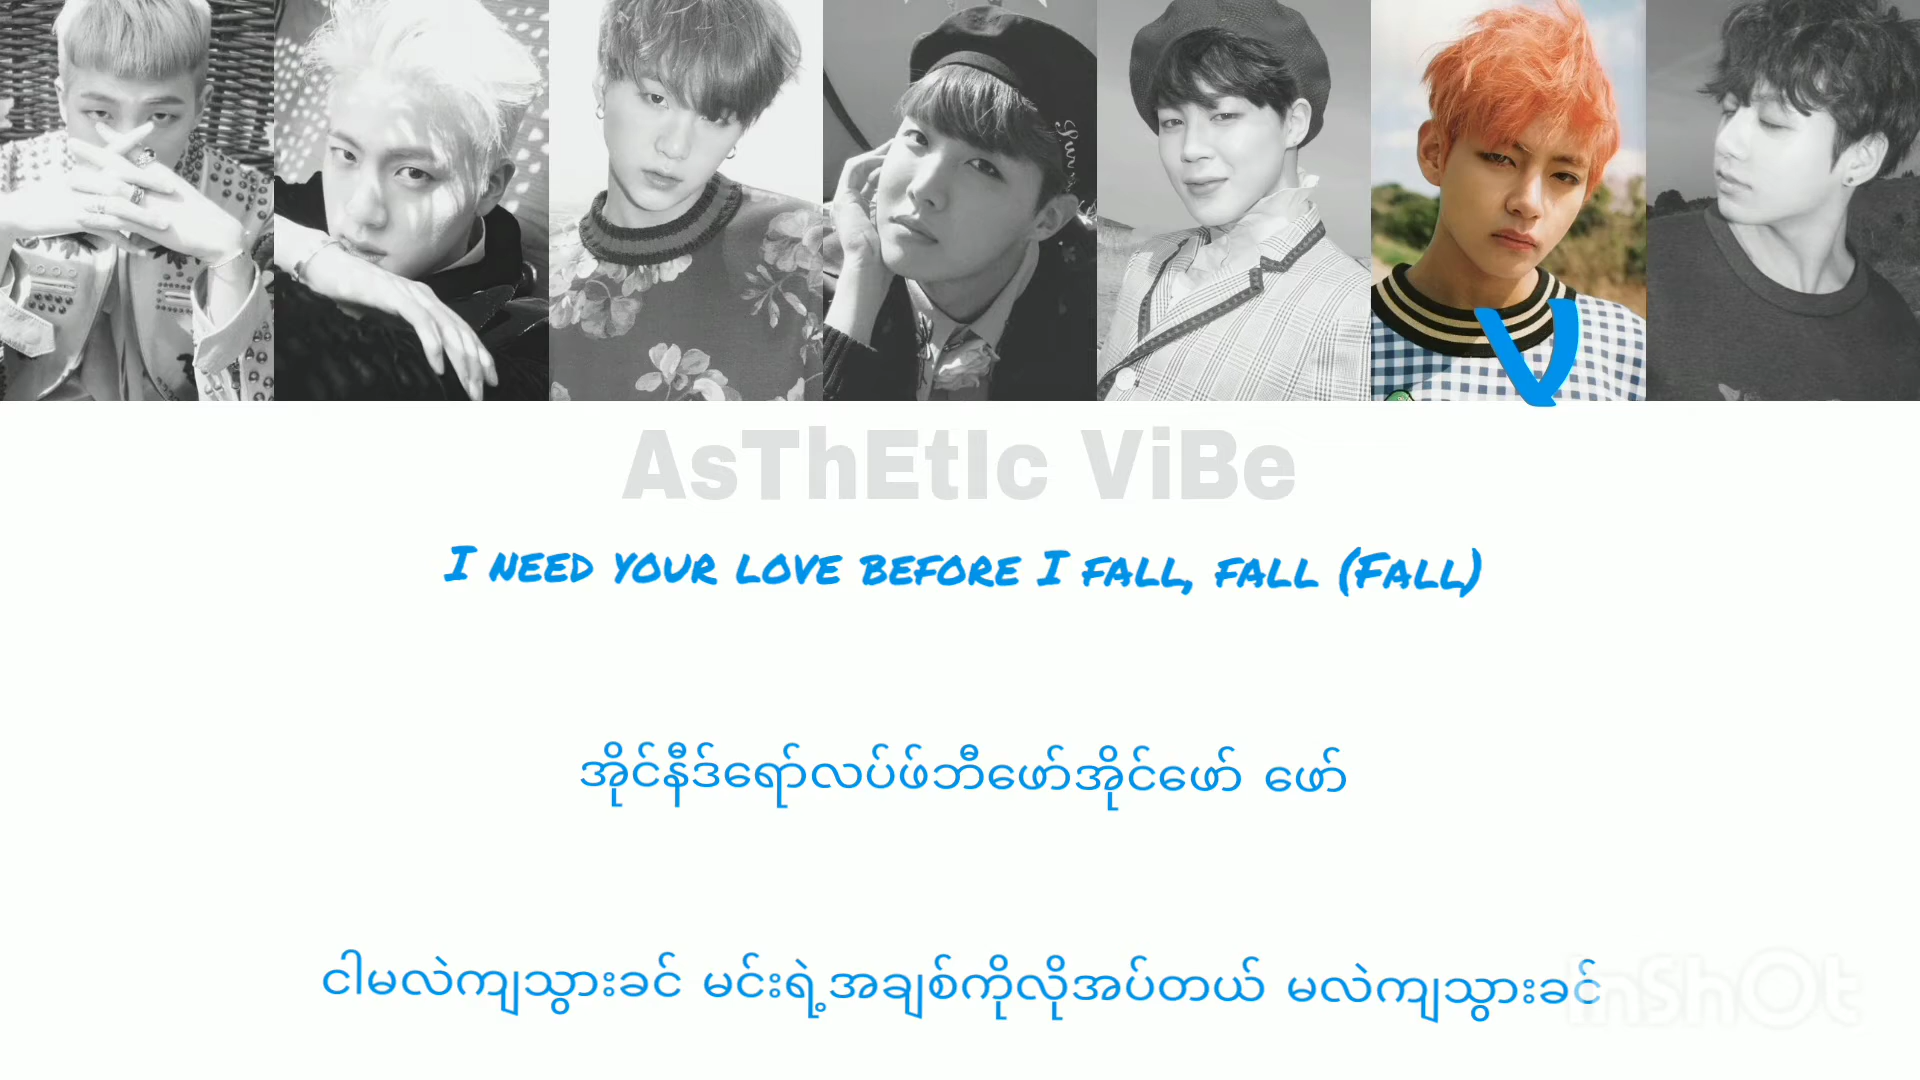 V
AsThEtIc ViBe
I need your love before I fall, fall (Fall)
အိုင်နီဒ်ရော်လပ်ဖ်ဘီဖော်အိုင်ဖော် ဖော်
ငါမလဲကျသွားခင် မင်းရဲ့အချစ်ကိုလိုအပ်တယ် မလဲကျသွားခင်
InShOt